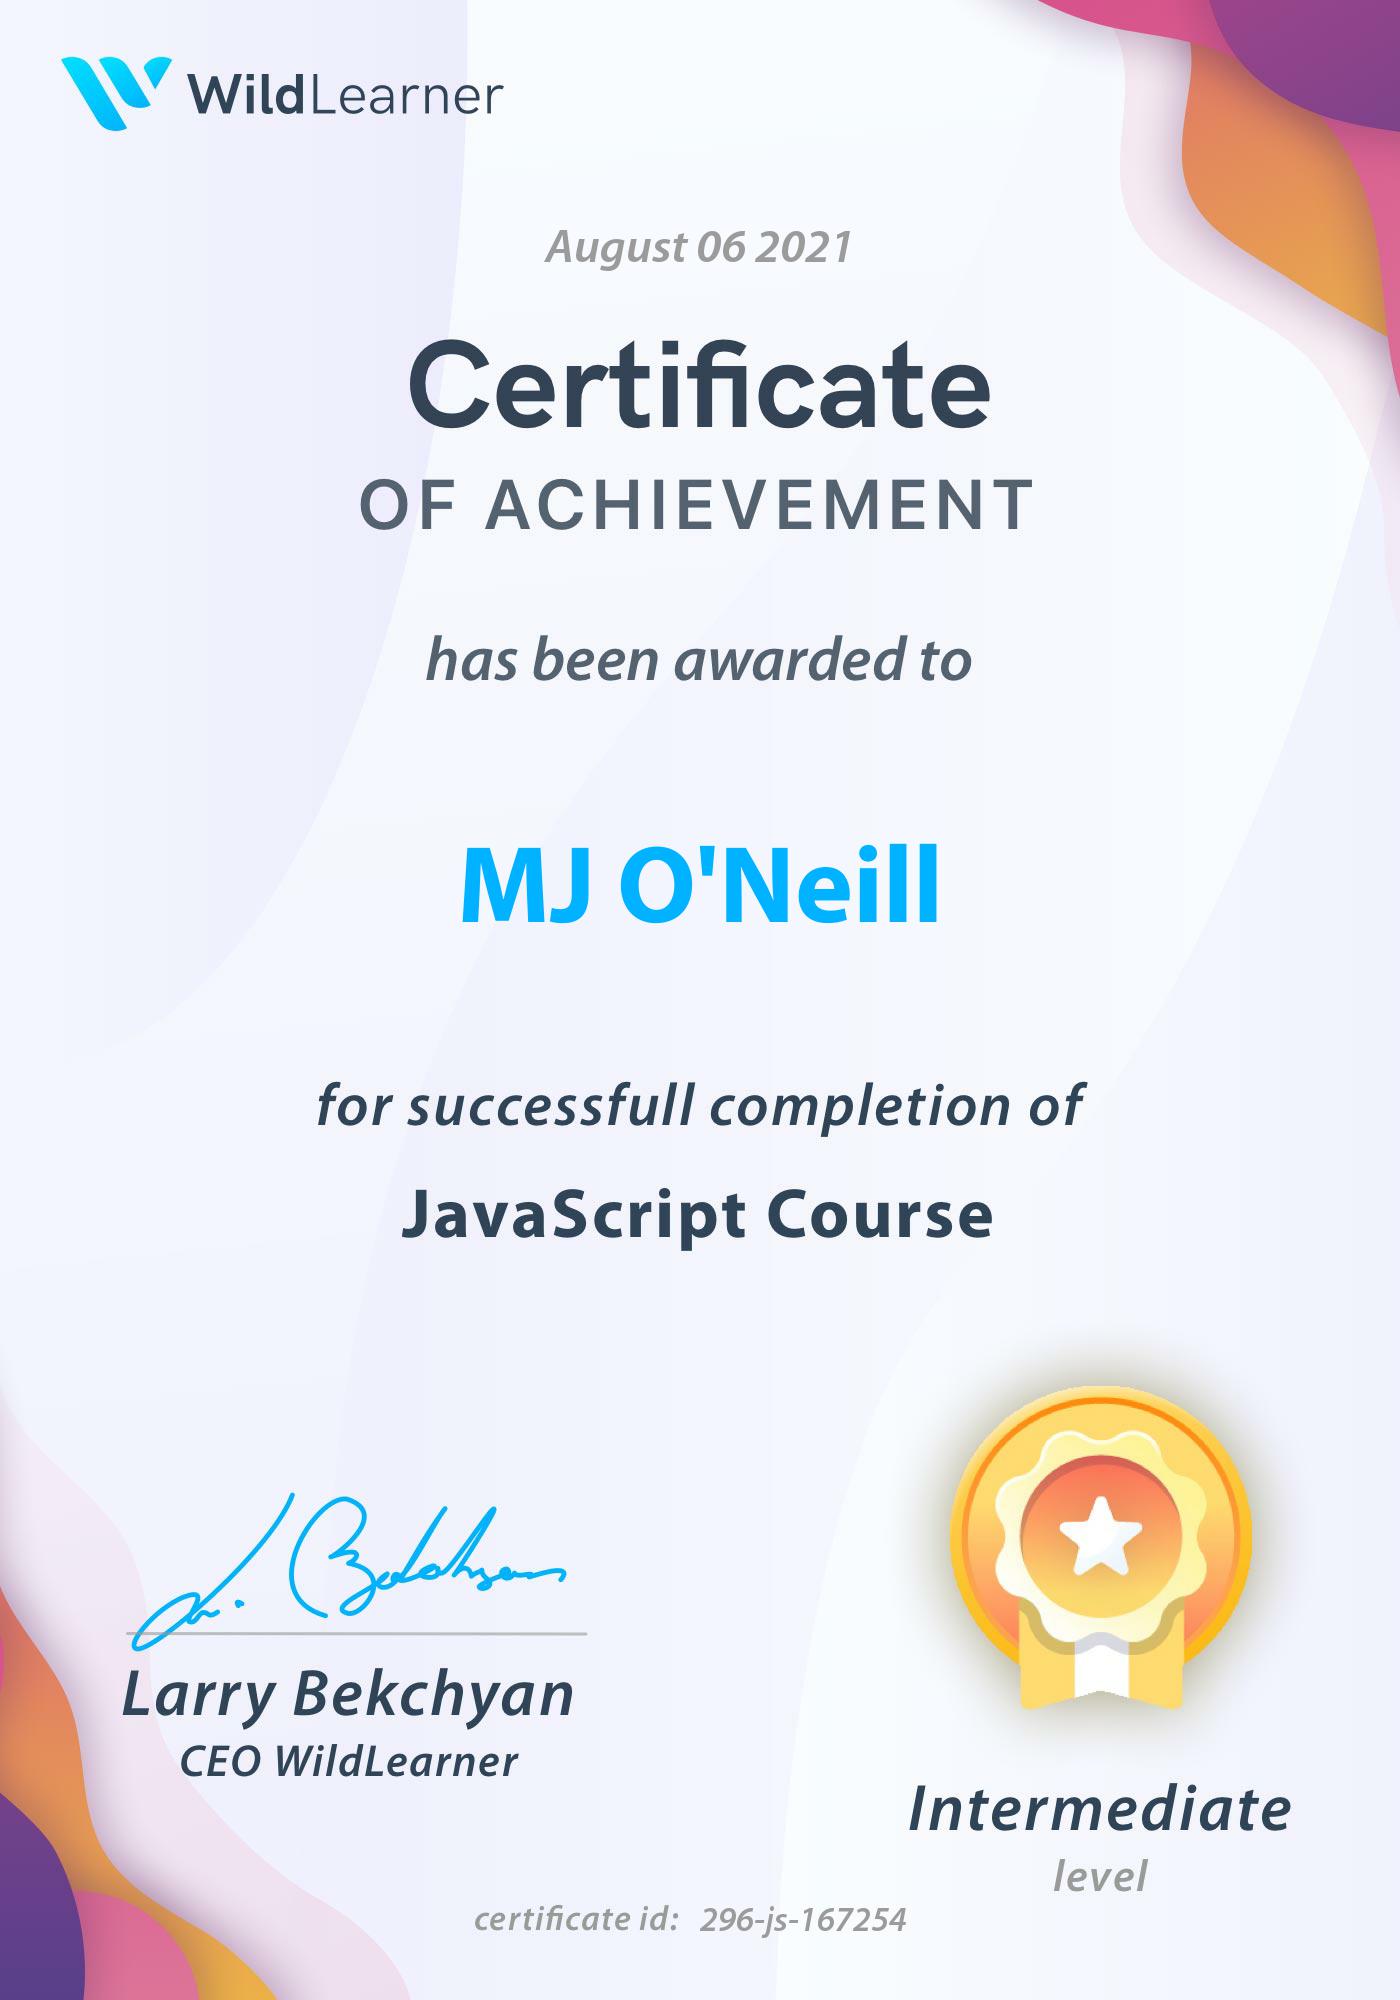 WildLearner
August 06 2021
Certificate
OF ACHIEVEMENT
has been awarded to
MJ O'Neill
for successfull completion of
JavaScript Course
Larry Bekchyan
CEO WildLearner
Intermediate
level
certificate id: 296-js-167254